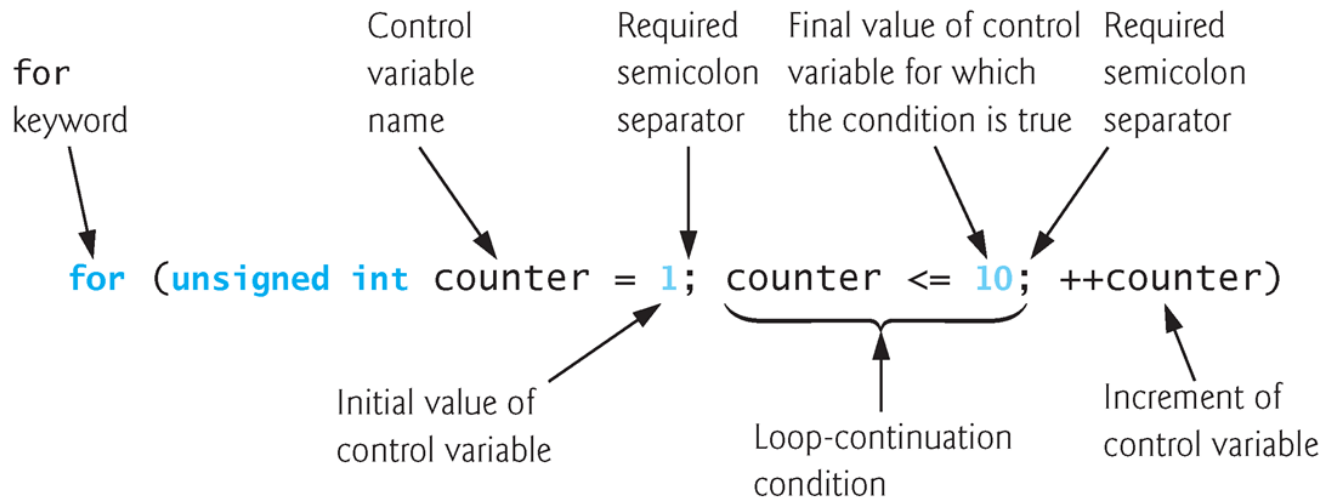 for
keyword
Control
variable
name
Required
semicolon
separator
Final value of control
variable for which
the condition is true
Required
semicolon
separator
for (unsigned int counter = 1; counter <= 10; ++counter)
Initial value of
control variable
Loop-continuation
condition
Increment of
control variable